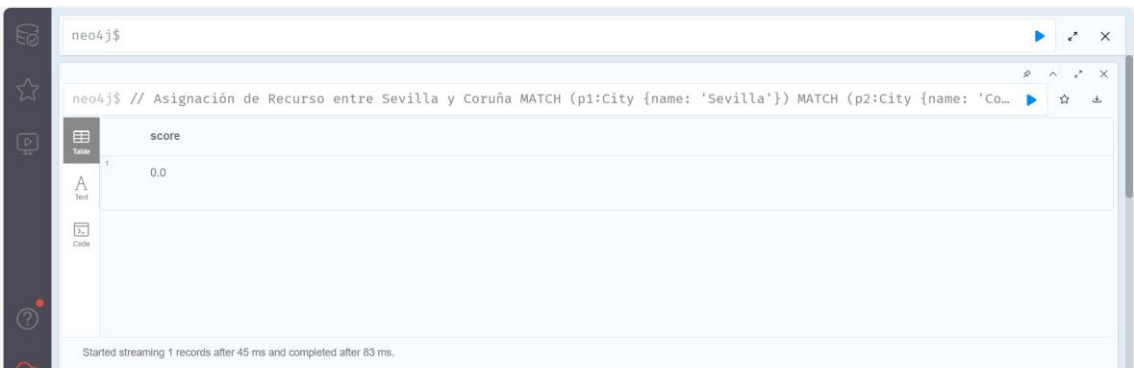 neo4j$
neo4j$ // Asignación de Recurso entre Sevilla y Coruña MATCH (p1:City {name: 'Sevilla'}) MATCH (p2:City {name: 'Co…
Table
score
1
0.0
A
Text
Code
Started streaming 1 records after 45 ms and completed after 83 ms.